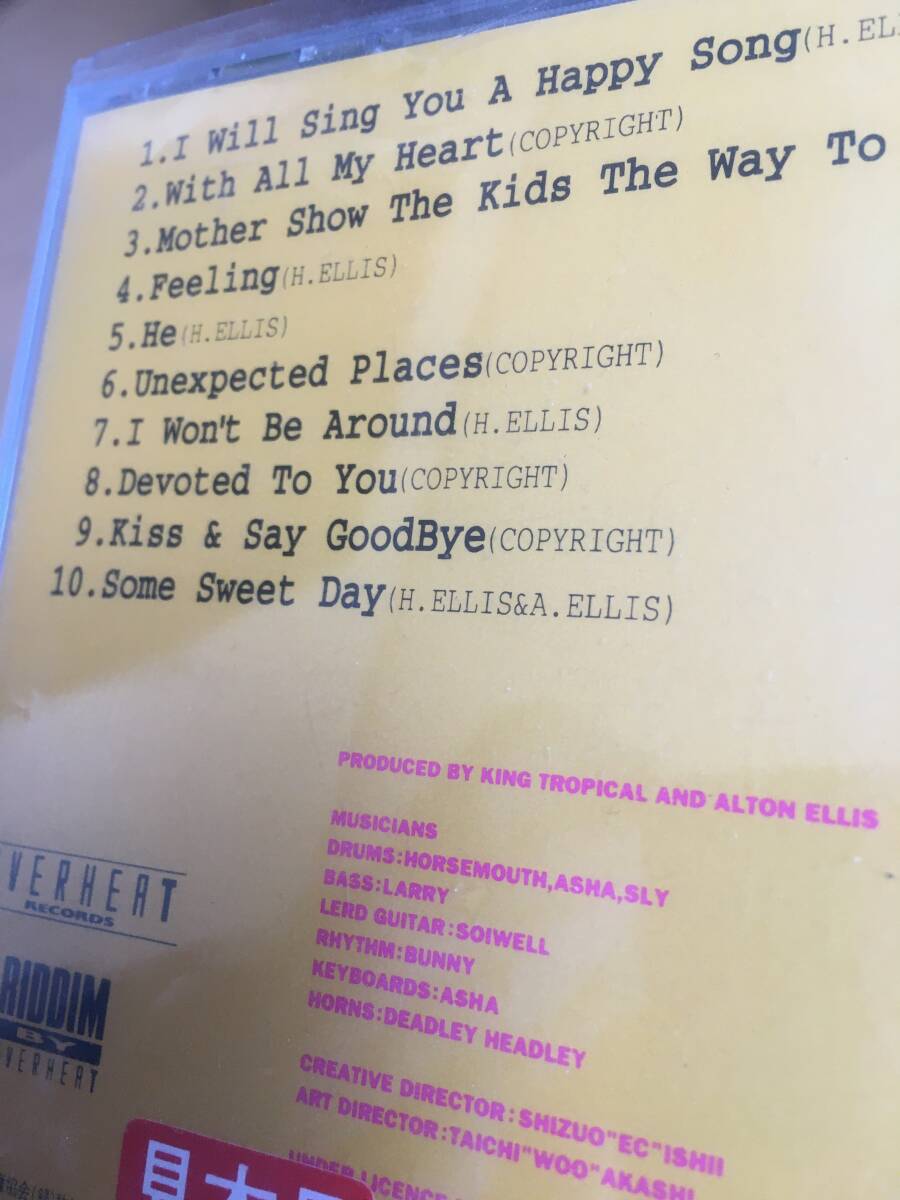 1.I Will Sing You A Happy Song(H.EL
2.With All My Heart(COPYRIGHT)
3.Mother Show The Kids The Way To
4.Feeling(H.ELLIS)
5.He(H.ELLIS)
6.Unexpected Places(COPYRIGHT)
7.I Won't Be Around(H.ELLIS)
8.Devoted To You(COPYRIGHT)
9.Kiss & Say GoodBye(COPYRIGHT)
10.Some Sweet Day(H.ELLIS&A.ELLIS)
PRODUCED BY KING TROPICAL AND ALTON ELLIS
MUSICIANS
DRUMS:HORSEMOUTH,ASHA,SLY
BASS:LARRY
LERD GUITAR:SOIWELL
RHYTHM:BUNNY
KEYBOARDS:ASHA
HORNS:DEADLEY HEADLEY
CREATIVE DIRECTOR:SHIZUO"EC"ISHII
ART DIRECTOR:TAICHI"WOO"AKASHI
UNDER LICENCE
VERHEAT
RECORDS
RIDDIM
BY
VERHEAT
見本